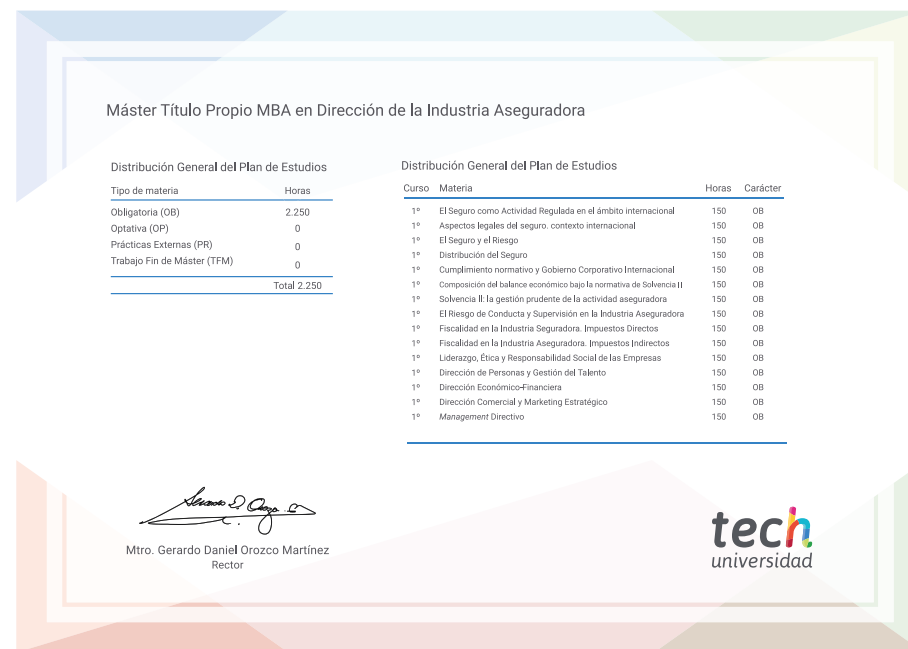 Máster Título Propio MBA en Dirección de la Industria Aseguradora
Distribución General del Plan de Estudios
Tipo de materia Horas
Obligatoria (OB) 2.250
Optativa (OP) 0
Prácticas Externas (PR) 0
Trabajo Fin de Máster (TFM) 0
Total 2.250
Distribución General del Plan de Estudios
Curso Materia Horas Carácter
1º El Seguro como Actividad Regulada en el ámbito internacional 150 OB
1º Aspectos legales del seguro. contexto internacional 150 OB
1º El Seguro y el Riesgo 150 OB
1º Distribución del Seguro 150 OB
1º Cumplimiento normativo y Gobierno Corporativo Internacional 150 OB
1º Composición del balance económico bajo la normativa de Solvencia II 150 OB
1º Solvencia II: la gestión prudente de la actividad aseguradora 150 OB
1º El Riesgo de Conducta y Supervisión en la Industria Aseguradora 150 OB
1º Fiscalidad en la Industria Seguradora. Impuestos Directos 150 OB
1º Fiscalidad en la Industria Aseguradora. Impuestos Indirectos 150 OB
1º Liderazgo, Ética y Responsabilidad Social de las Empresas 150 OB
1º Dirección de Personas y Gestión del Talento 150 OB
1º Dirección Económico-Financiera 150 OB
1º Dirección Comercial y Marketing Estratégico 150 OB
1º Management Directivo 150 OB
Mtro. Gerardo Daniel Orozco Martínez
Rector
tech
universidad